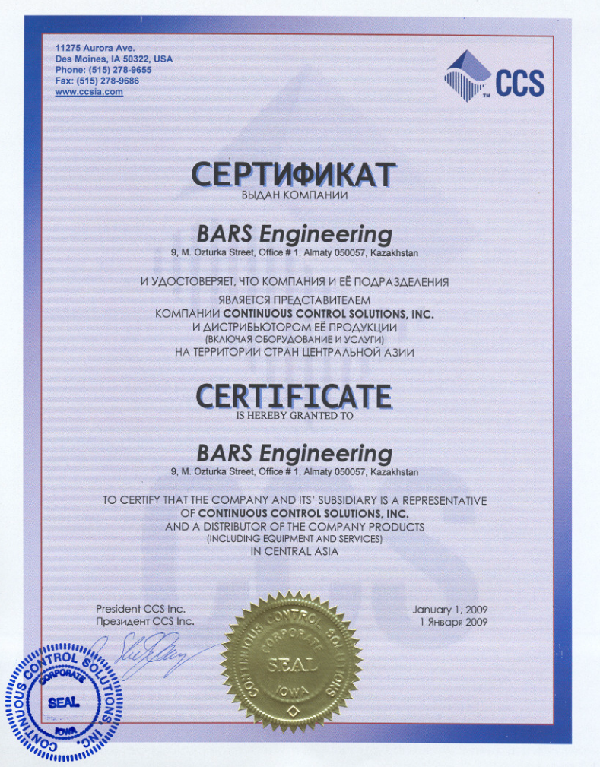 11275 Aurora Ave.
Des Moines, IA 50322, USA
Phone: (515) 278-9655
Fax: (515) 278-9686
www.ccsia.com
CCS
TM
СЕРТИФИКАТ
ВЫДАН КОМПАНИИ
BARS Engineering
9, M. Ozturka Street, Office # 1. Almaty 050057, Kazakhstan
И УДОСТОВЕРЯЕТ, ЧТО КОМПАНИЯ И ЕЁ ПОДРАЗДЕЛЕНИЯ
ЯВЛЯЕТСЯ ПРЕДСТАВИТЕЛЕМ
КОМПАНИИ CONTINUOUS CONTROL SOLUTIONS, INC.
И ДИСТРИБЬЮТОРОМ ЕЁ ПРОДУКЦИИ
(ВКЛЮЧАЯ ОБОРУДОВАНИЕ И УСЛУГИ)
НА ТЕРРИТОРИИ СТРАН ЦЕНТРАЛЬНОЙ АЗИИ
CERTIFICATE
IS HEREBY GRANTED TO
BARS Engineering
9, M. Ozturka Street, Office # 1. Almaty 050057, Kazakhstan
TO CERTIFY THAT THE COMPANY AND ITS' SUBSIDIARY IS A REPRESENTATIVE
OF CONTINUOUS CONTROL SOLUTIONS, INC.
AND A DISTRIBUTOR OF THE COMPANY PRODUCTS
(INCLUDING EQUIPMENT AND SERVICES)
IN CENTRAL ASIA
CCS
President CCS Inc.
Президент CCS Inc.
January 1, 2009
1 Января 2009
CONTINUOUS CONTROL SOLUTIONS
CORPORATE
SEAL
IOWA
CONTINUOUS CONTROL SOLUTIONS, INC.
CORPORATE
SEAL
IOWA